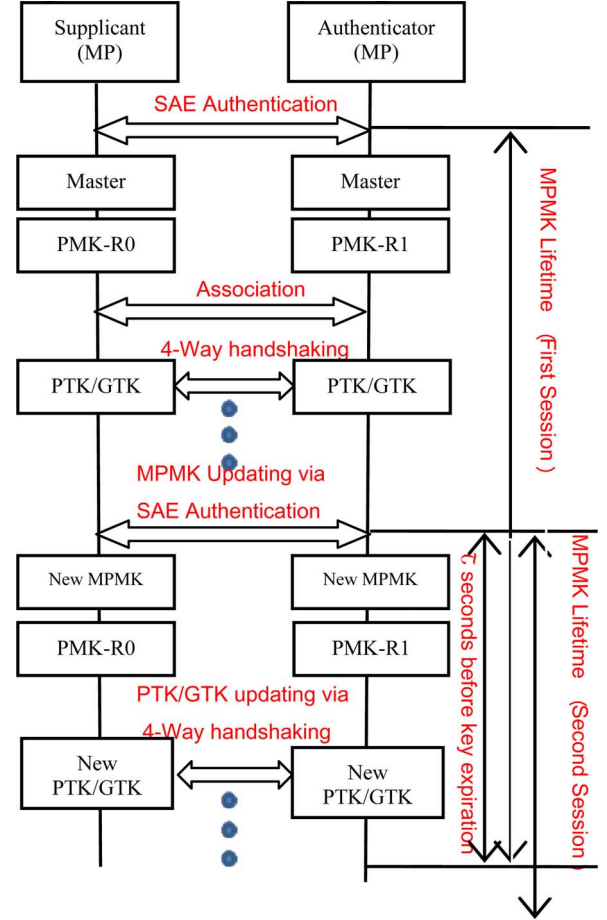 Supplicant
(MP)
Authenticator
(MP)
SAE Authentication
Master
Master
PMK-R0
PMK-R1
Association
4-Way handshaking
PTK/GTK
PTK/GTK
MPMK Updating via
SAE Authentication
New MPMK
New MPMK
PMK-R0
PMK-R1
PTK/GTK updating via
4-Way handshaking
New
PTK/GTK
New
PTK/GTK
MPMK Lifetime (First Session)
seconds before key expiration
MPMK Lifetime (Second Session)